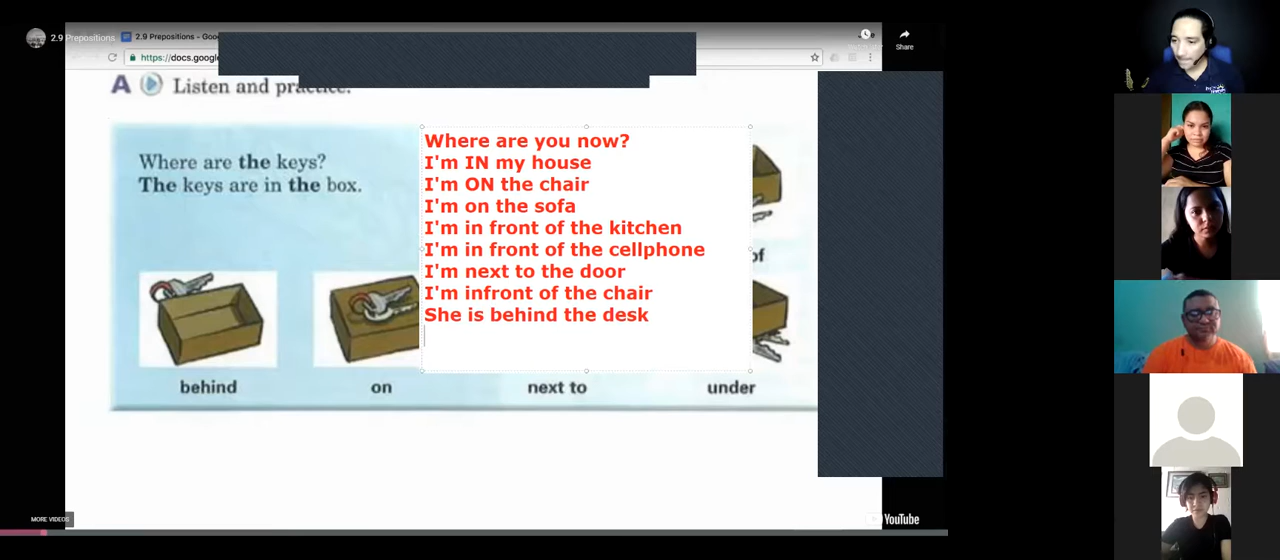 2.9 Prepositions
2.9 Prepositions - Goo
https://docs.googl
Share
A Listen and practice.
Where are the keys?
The keys are in the box.
Where are you now?
I'm IN my house
I'm ON the chair
I'm on the sofa
I'm in front of the kitchen
I'm in front of the cellphone
I'm next to the door
I'm infront of the chair
She is behind the desk
of
behind
on
next to
under
MORE VIDEOS
YouTube